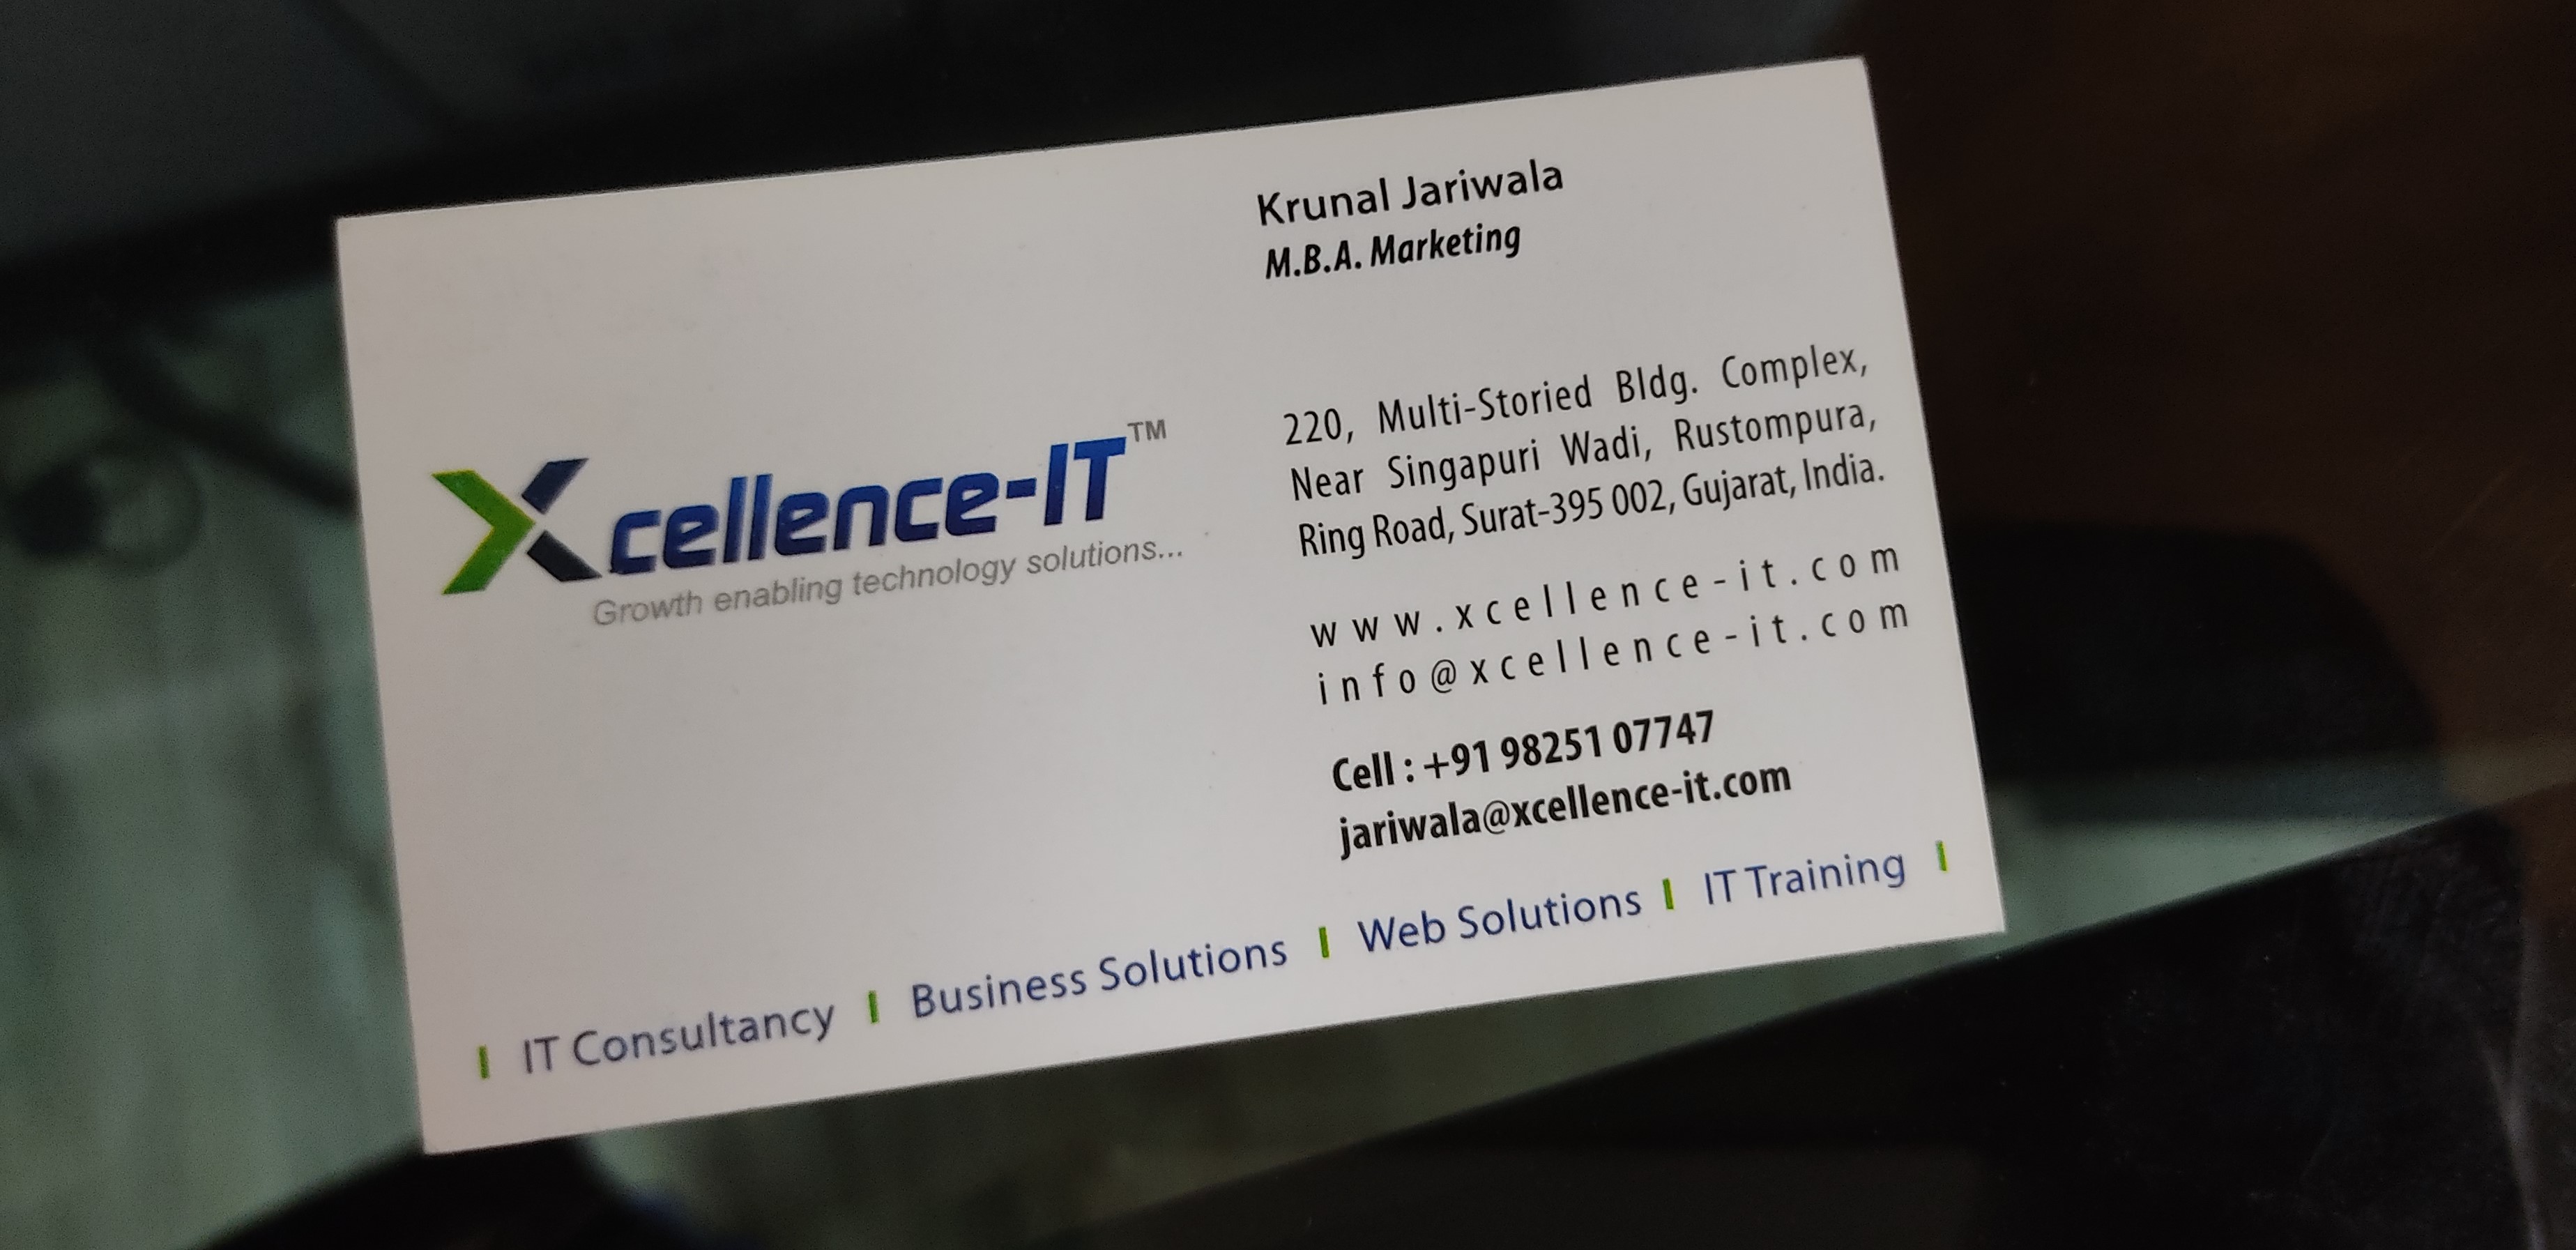 Krunal Jariwala
M.B.A. Marketing
Xcellence-IT™
Growth enabling technology solutions...
220, Multi-Storied Bldg. Complex,
Near Singapuri Wadi, Rustompura,
Ring Road, Surat-395 002, Gujarat, India.
www.xcellence-it.com
info@xcellence-it.com
Cell : +91 98251 07747
jariwala@xcellence-it.com
| IT Consultancy | Business Solutions | Web Solutions | IT Training |